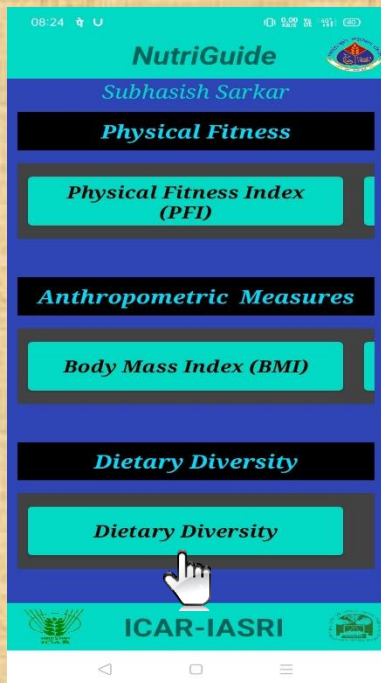 08:24
NutriGuide
Subhasish Sarkar
Physical Fitness
Physical Fitness Index
(PFI)
Anthropometric Measures
Body Mass Index (BMI)
Dietary Diversity
Dietary Diversity
ICAR-IASRI